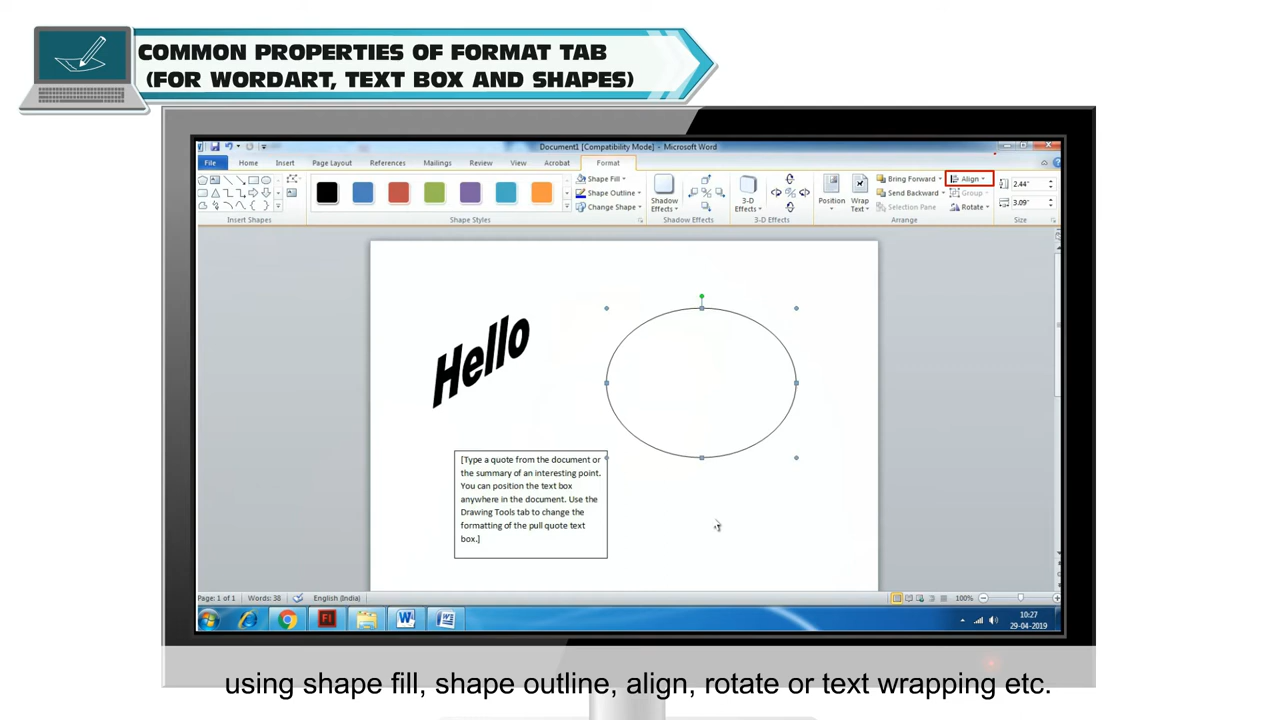 COMMON PROPERTIES OF FORMAT TAB
(FOR WORDART, TEXT BOX AND SHAPES)
Document1 [Compatibility Mode] - Microsoft Word
File Home Insert Page Layout References Mailings Review View Acrobat Format
Shape Fill
Shape Outline
Change Shape
Shadow
Effects
3-D
Effects
Position
Wrap
Text
Bring Forward
Send Backward
Selection Pane
Align
Group
Rotate
2.44"
3.09"
Insert Shapes Shape Styles Shadow Effects 3-D Effects Arrange Size
Hello
[Type a quote from the document or
the summary of an interesting point.
You can position the text box
anywhere in the document. Use the
Drawing Tools tab to change the
formatting of the pull quote text
box.]
Page: 1 of 1 Words: 38 English (India) 100%
10:27
29-04-2019
using shape fill, shape outline, align, rotate or text wrapping etc.